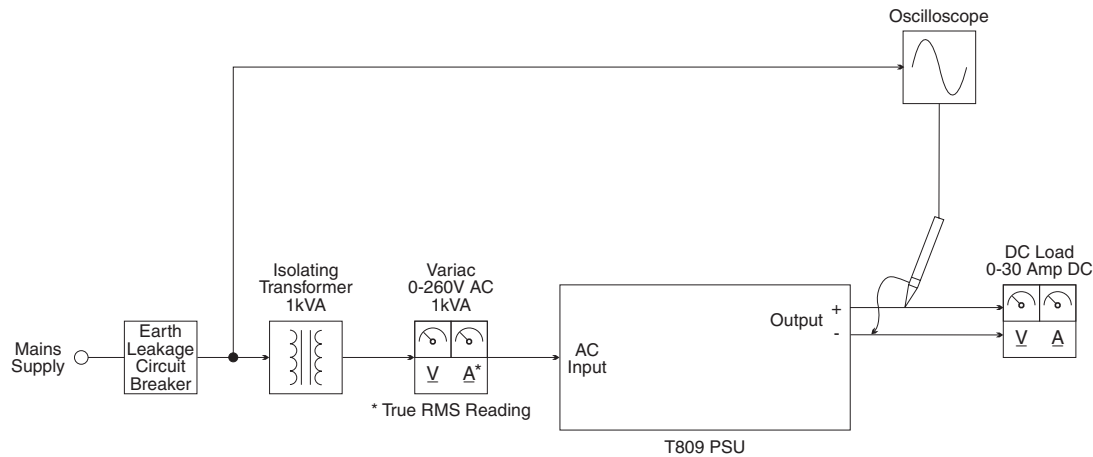 Oscilloscope
Isolating
Transformer
1kVA
Variac
0-260V AC
1kVA
DC Load
0-30 Amp DC
Mains
Supply
Earth
Leakage
Circuit
Breaker
V A*
* True RMS Reading
AC
Input
Output
+
-
V A
T809 PSU